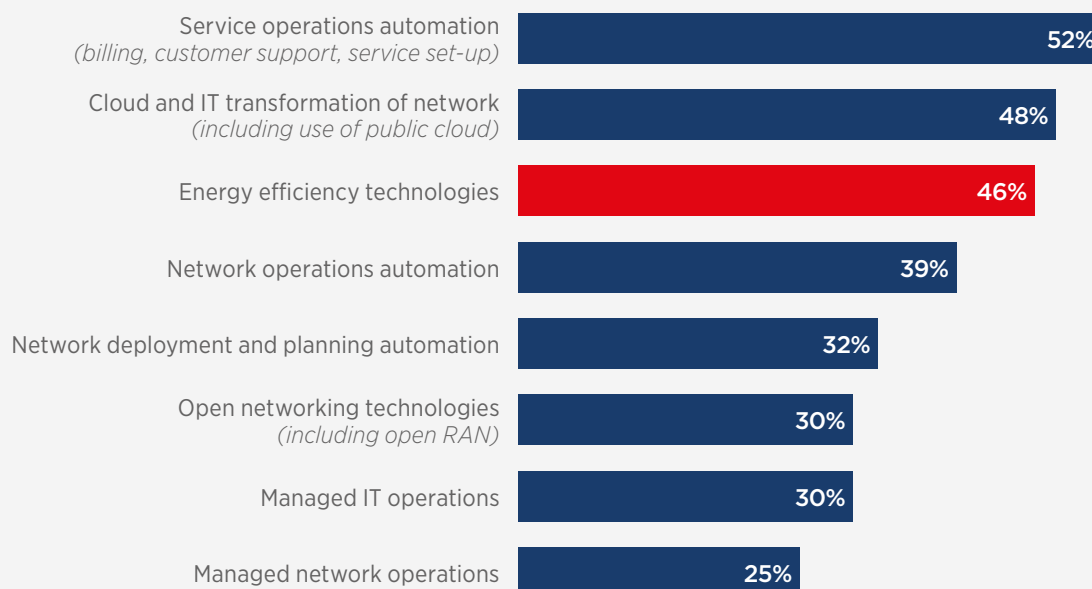 Service operations automation
(billing, customer support, service set-up)
52%
Cloud and IT transformation of network
(including use of public cloud)
48%
Energy efficiency technologies
46%
Network operations automation
39%
Network deployment and planning automation
32%
Open networking technologies
(including open RAN)
30%
Managed IT operations
30%
Managed network operations
25%